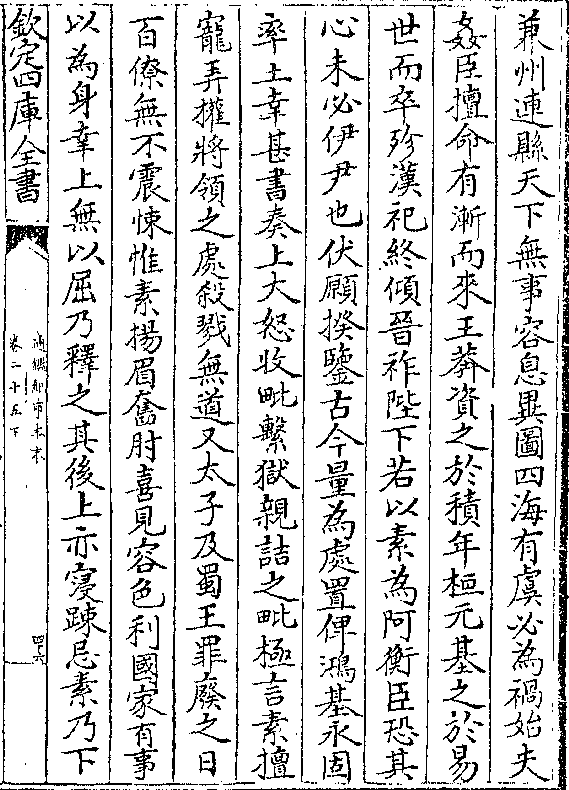 兼州連縣天下無事容息異圖四海有虞必為禍始夫
姦臣擅命有漸而來王莽資之於積年桓元基之於易
世而卒殄漢祀終傾晉祚陛下若以素為阿衡臣恐其
心未必伊尹也伏願揆鑒古今量為處置俾鴻基永固
率土幸甚書奏上大怒收毗繫獄親詰之毗極言素擅
寵弄權將領之處殺戮無道又太子及蜀王罪廢之日
百僚無不震悚惟素揚眉奮肘喜見容色利國家有事
以為身幸上無以屈乃釋之其後上亦寖踈忌素乃下
欽定四庫全書
通鑑紀事本末
卷二十五下
四六